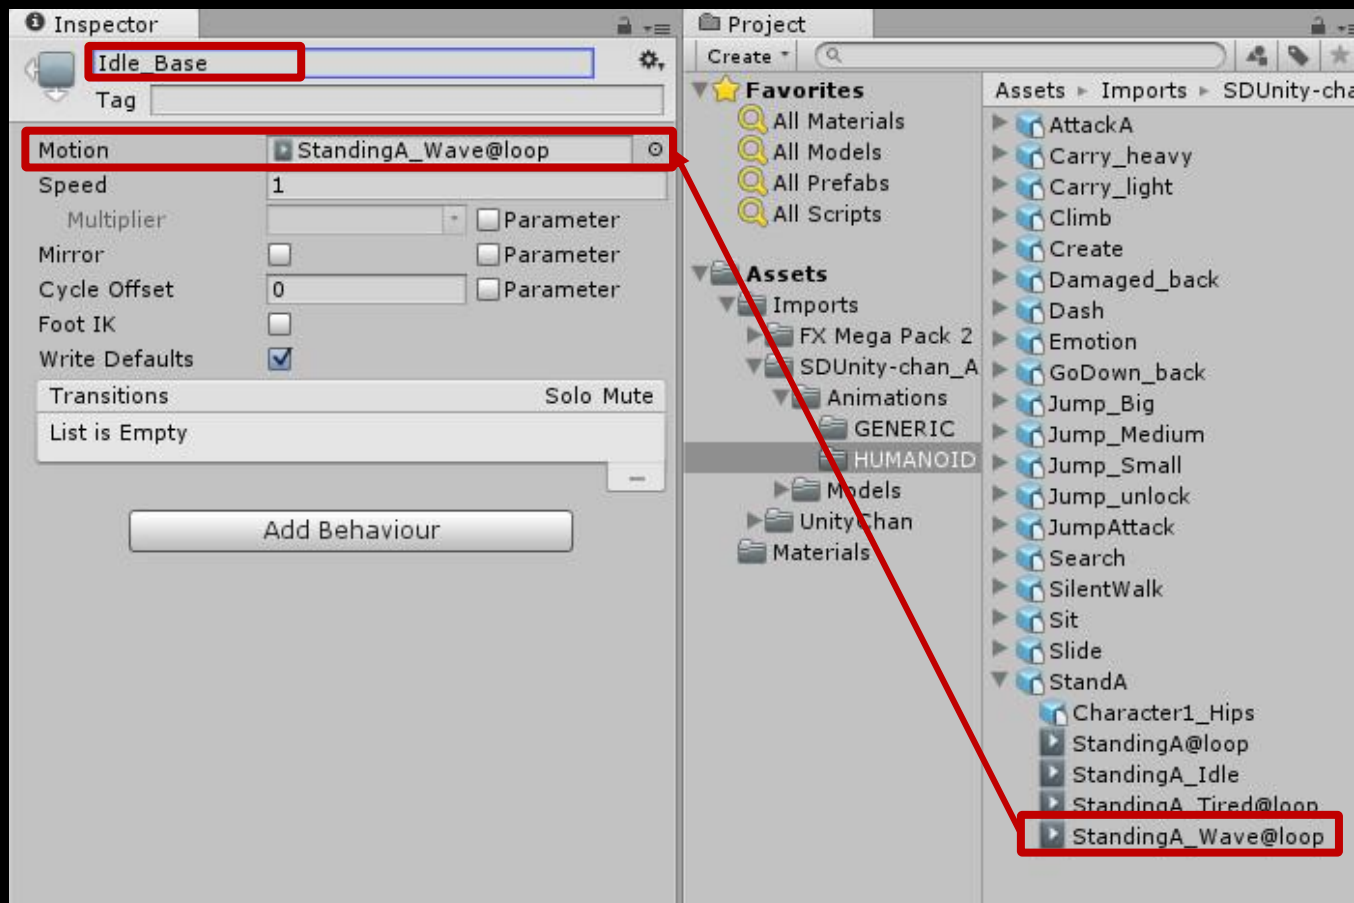 Inspector
Idle_Base
Tag
Motion StandingA_Wave@loop
Speed 1
Multiplier Parameter
Mirror Parameter
Cycle Offset 0 Parameter
Foot IK
Write Defaults
Transitions Solo Mute
List is Empty
Add Behaviour
Project
Create
Favorites
All Materials
All Models
All Prefabs
All Scripts
Assets
Imports
FX Mega Pack 2
SDUnity-chan_A
Animations
GENERIC
HUMANOID
Models
UnityChan
Materials
Assets Imports SDUnity-cha
AttackA
Carry_heavy
Carry_light
Climb
Create
Damaged_back
Dash
Emotion
GoDown_back
Jump_Big
Jump_Medium
Jump_Small
Jump_unlock
JumpAttack
Search
SilentWalk
Sit
Slide
StandA
Character1_Hips
StandingA@loop
StandingA_Idle
StandingA_Tired@loop
StandingA_Wave@loop